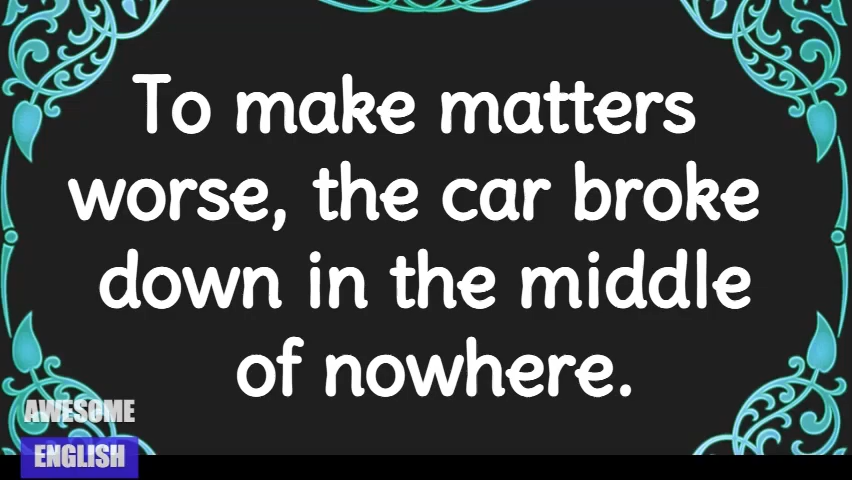 To make matters
worse, the car broke
down in the middle
of nowhere.
AWESOME
ENGLISH